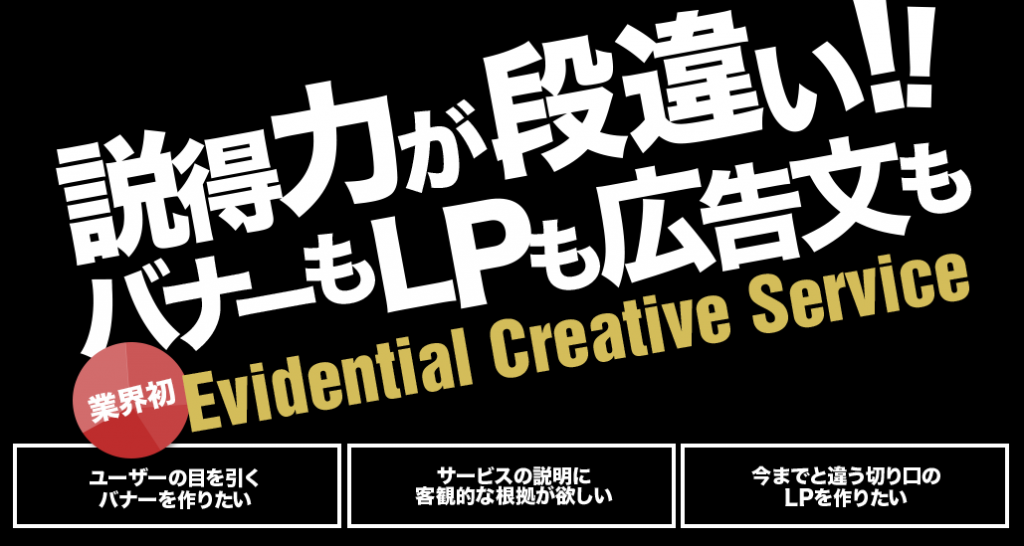 説得力が段違い!!
バナーもLPも広告文も
業界初
Evidential Creative Service
ユーザーの目を引く
バナーを作りたい
サービスの説明に
客観的な根拠が欲しい
今までと違う切り口の
LPを作りたい